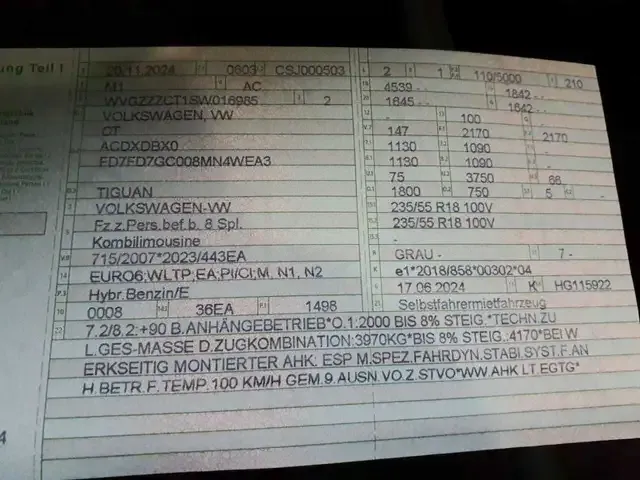 ung Teil I
20.11.2024 0603 CSJ000503 2 1 110/5000 210
M1 AC 4539 - 1842 - -
WVGZZZCT1SW016985 2 1645 - - 1642 - -
VOLKSWAGEN, VW 100
CT 147 2170 2170
ACDXDBX0 1130 1090 -
FD7FD7GC008MN4WEA3 1130 1090 -
75 3750 66
TIGUAN 1800 750 5 -
VOLKSWAGEN-VW 235/55 R18 100V
Fz.z.Pers.bef.b. 8 Spl. 235/55 R18 100V
Kombilimousine -
715/2007*2023/443EA GRAU - 7 -
EURO6;WLTP;EA;PI/CI;M, N1, N2 e1*2018/858*00302*04
Hybr.Benzin/E 17.06.2024 K HG115922
0008 36EA 1498 Selbstfahrermietfahrzeug
7.2/8.2:+90 B.ANHÄNGEBETRIEB*O.1:2000 BIS 8% STEIG.*TECHN.ZU
L.GES-MASSE D.ZUGKOMBINATION:3970KG*BIS 8% STEIG.:4170*BEI W
ERKSEITIG MONTIERTER AHK. ESP M.SPEZ.FAHRDYN.STABI.SYST.F.AN
H.BETR.F.TEMP.100 KM/H GEM.9.AUSN.VO.Z.STVO*WW.AHK LT.EGTG*